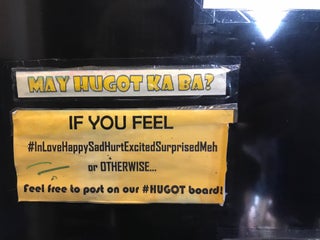 MAY HUGOT KA BA?
IF YOU FEEL
#InLoveHappySadHurtExcitedSurprisedMeh
or OTHERWISE...
Feel free to post on our #HUGOT board!